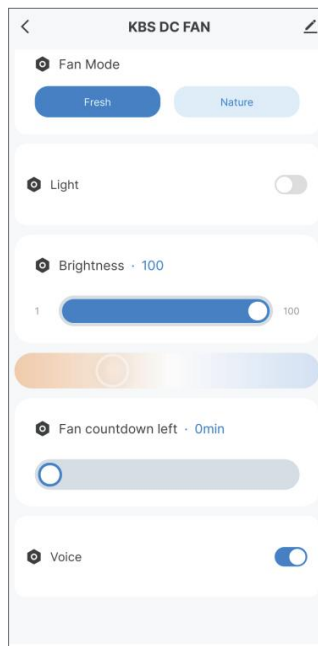 KBS DC FAN
Fan Mode
Fresh Nature
Light
Brightness · 100
1 100
Fan countdown left · 0min
Voice